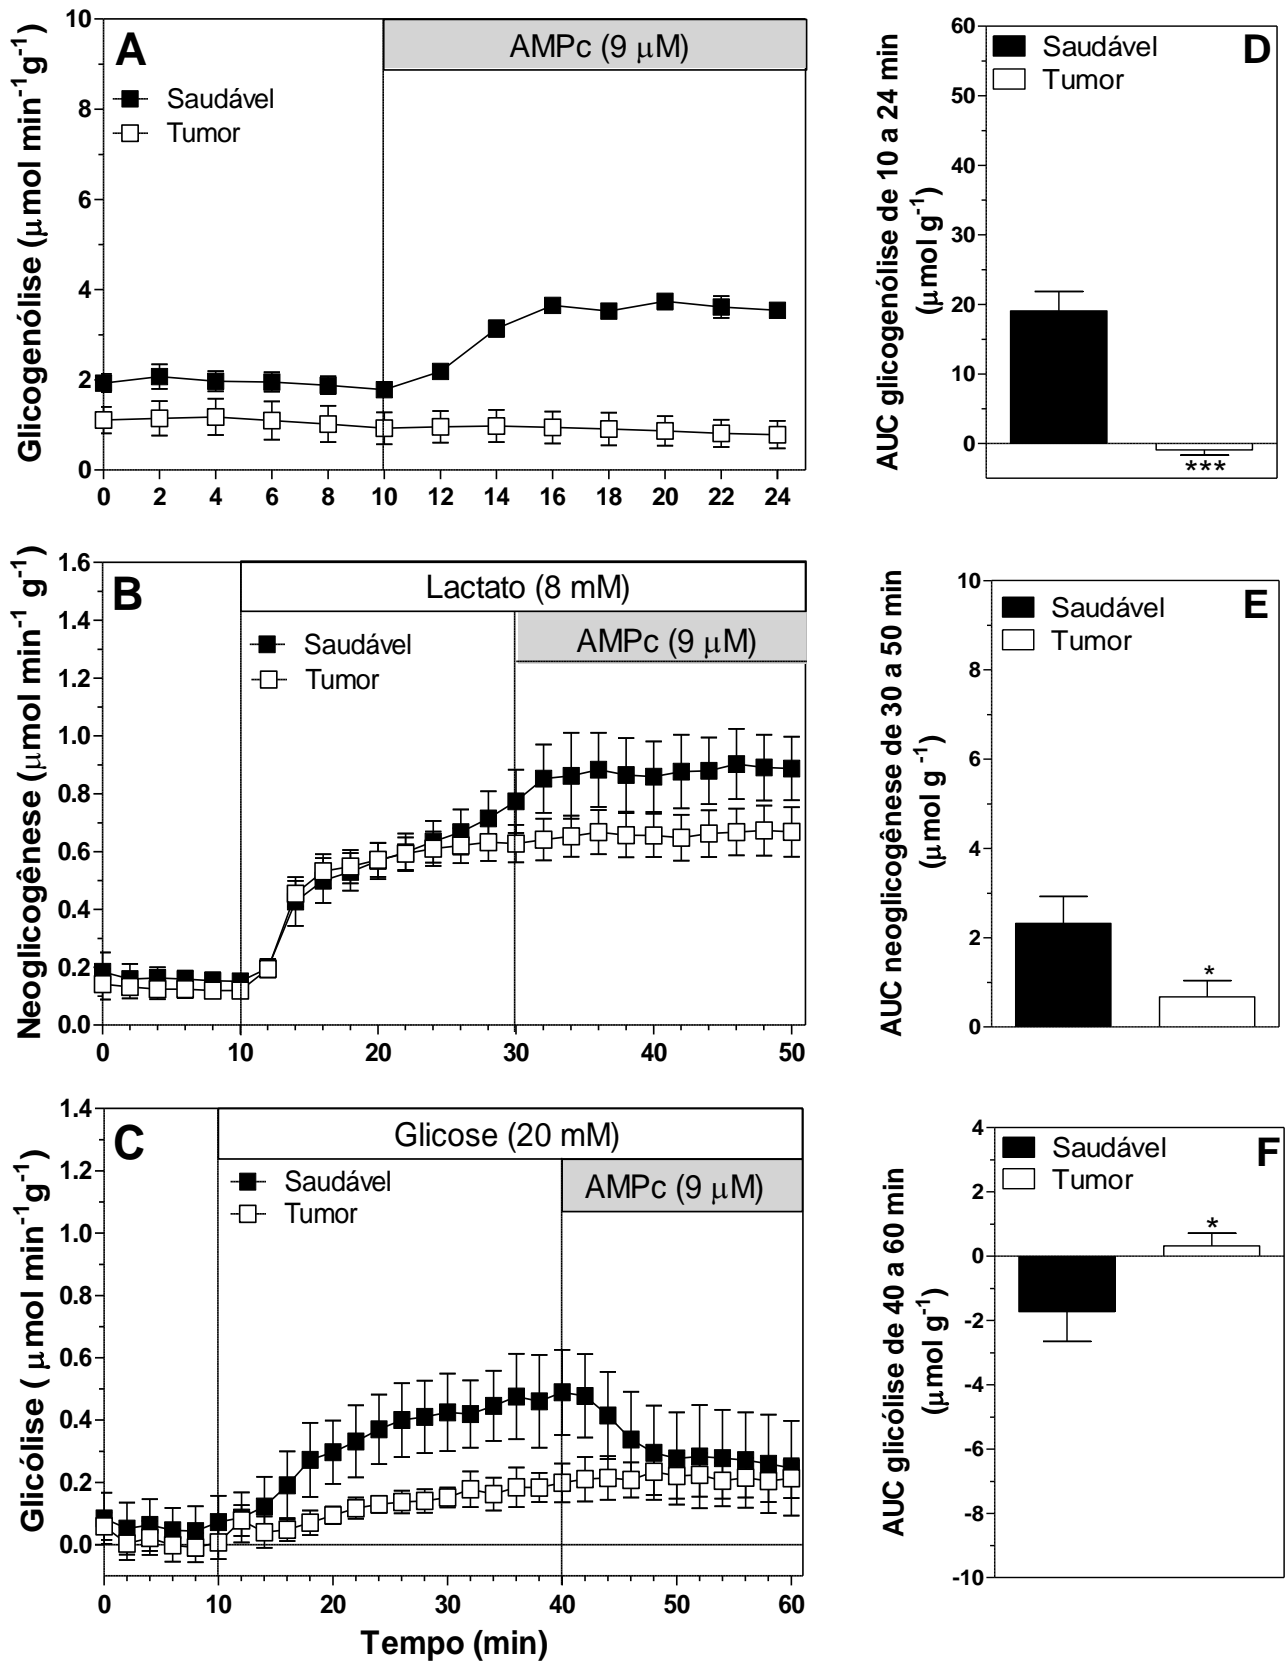 A
AMPc (9 μM)
Saudável
Tumor
Glicogenólise (μmol min⁻¹g⁻¹)
10
8
6
4
2
0
0 2 4 6 8 10 12 14 16 18 20 22 24
D
Saudável
Tumor
AUC glicogenólise de 10 a 24 min
(μmol g⁻¹)
60
50
40
30
20
10
0
***
B
Lactato (8 mM)
AMPc (9 μM)
Saudável
Tumor
Neoglicogênese (μmol min⁻¹ g⁻¹)
1.6
1.4
1.2
1.0
0.8
0.6
0.4
0.2
0.0
0 10 20 30 40 50
E
Saudável
Tumor
AUC neoglicogênese de 30 a 50 min
(μmol g⁻¹)
10
8
6
4
2
0
*
C
Glicose (20 mM)
AMPc (9 μM)
Saudável
Tumor
Glicólise ( μmol min⁻¹g⁻¹)
1.4
1.2
1.0
0.8
0.6
0.4
0.2
0.0
0 10 20 30 40 50 60
Tempo (min)
F
Saudável
Tumor
AUC glicólise de 40 a 60 min
(μmol g⁻¹)
4
2
0
-2
-4
-6
-8
-10
*